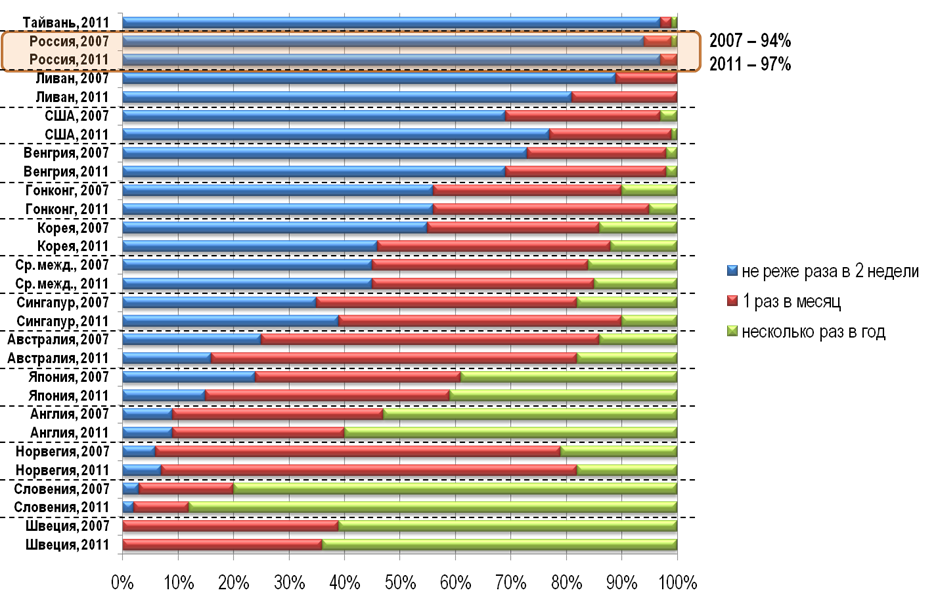 Тайвань, 2011
Россия, 2007
Россия, 2011
2007 – 94%
2011 – 97%
Ливан, 2007
Ливан, 2011
США, 2007
США, 2011
Венгрия, 2007
Венгрия, 2011
Гонконг, 2007
Гонконг, 2011
Корея, 2007
Корея, 2011
Ср. межд., 2007
Ср. межд., 2011
Сингапур, 2007
Сингапур, 2011
Австралия, 2007
Австралия, 2011
Япония, 2007
Япония, 2011
Англия, 2007
Англия, 2011
Норвегия, 2007
Норвегия, 2011
Словения, 2007
Словения, 2011
Швеция, 2007
Швеция, 2011
0% 10% 20% 30% 40% 50% 60% 70% 80% 90% 100%
не реже раза в 2 недели
1 раз в месяц
несколько раз в год